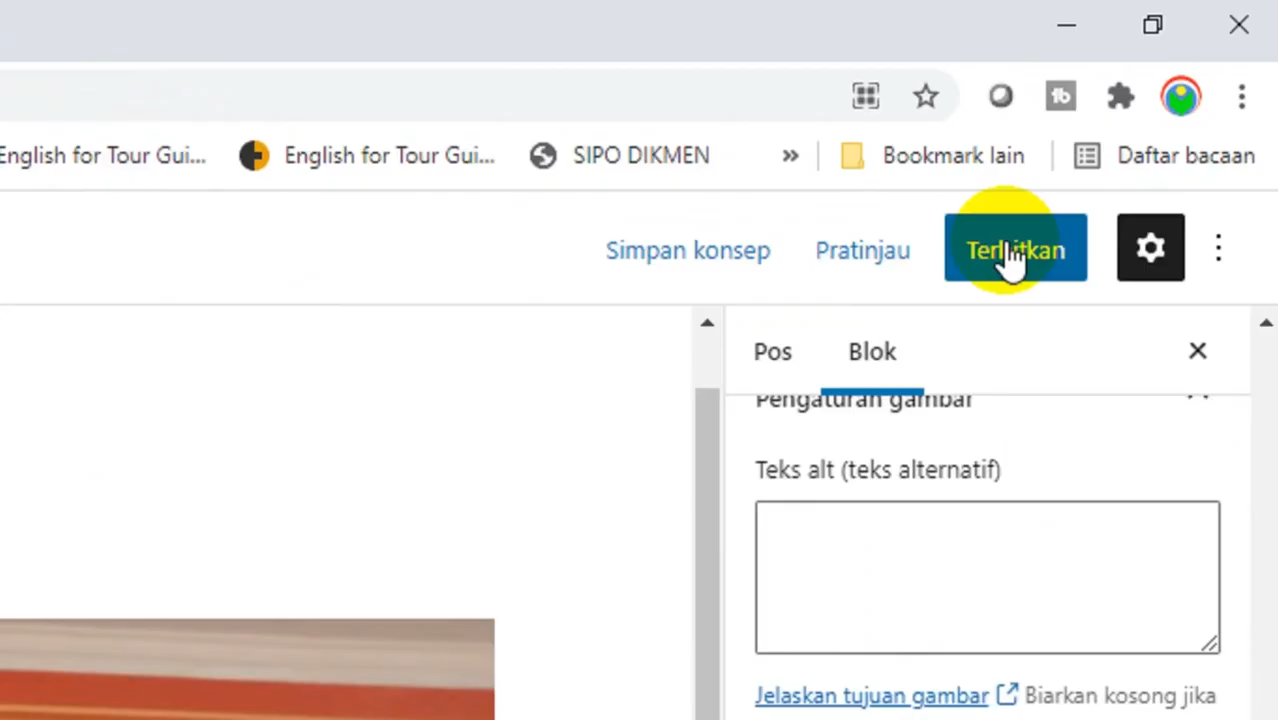 English for Tour Gui... English for Tour Gui... SIPO DIKMEN » Bookmark lain Daftar bacaan
Simpan konsep Pratinjau Terbitkan
Pos Blok
Pengaturan gambar
Teks alt (teks alternatif)
Jelaskan tujuan gambar Biarkan kosong jika